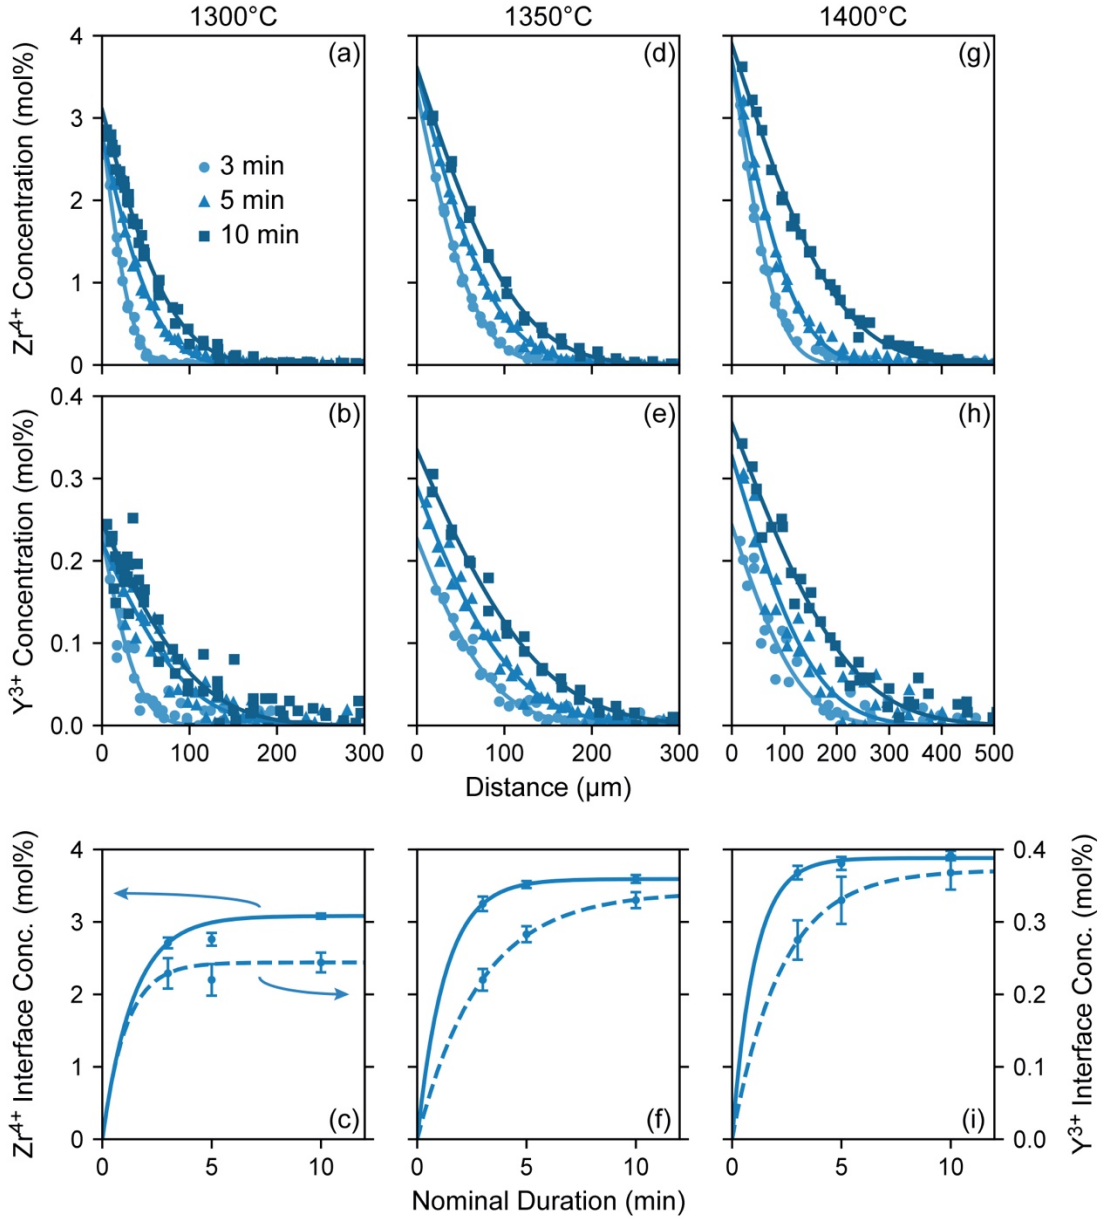 1300°C
1350°C
1400°C
Zr⁴⁺ Concentration (mol%)
4
3
2
1
0
(a)
3 min
5 min
10 min
(d)
(g)
Y³⁺ Concentration (mol%)
0.4
0.3
0.2
0.1
0.0
(b)
0 100 200 300
(e)
0 100 200 300
(h)
0 100 200 300 400 500
Distance (µm)
Zr⁴⁺ Interface Conc. (mol%)
4
3
2
1
0
(c)
0 5 10
(f)
0 5 10
(i)
0 5 10
0.4
0.3
0.2
0.1
0.0
Y³⁺ Interface Conc. (mol%)
Nominal Duration (min)